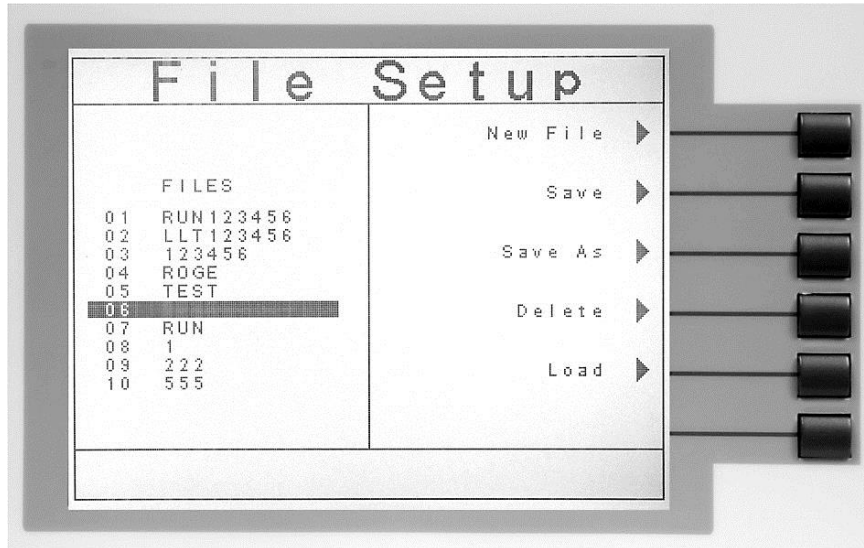 File Setup
FILES
01 RUN123456
02 LLT123456
03 123456
04 ROGE
05 TEST
06
07 RUN
08 1
09 222
10 555
New File
Save
Save As
Delete
Load